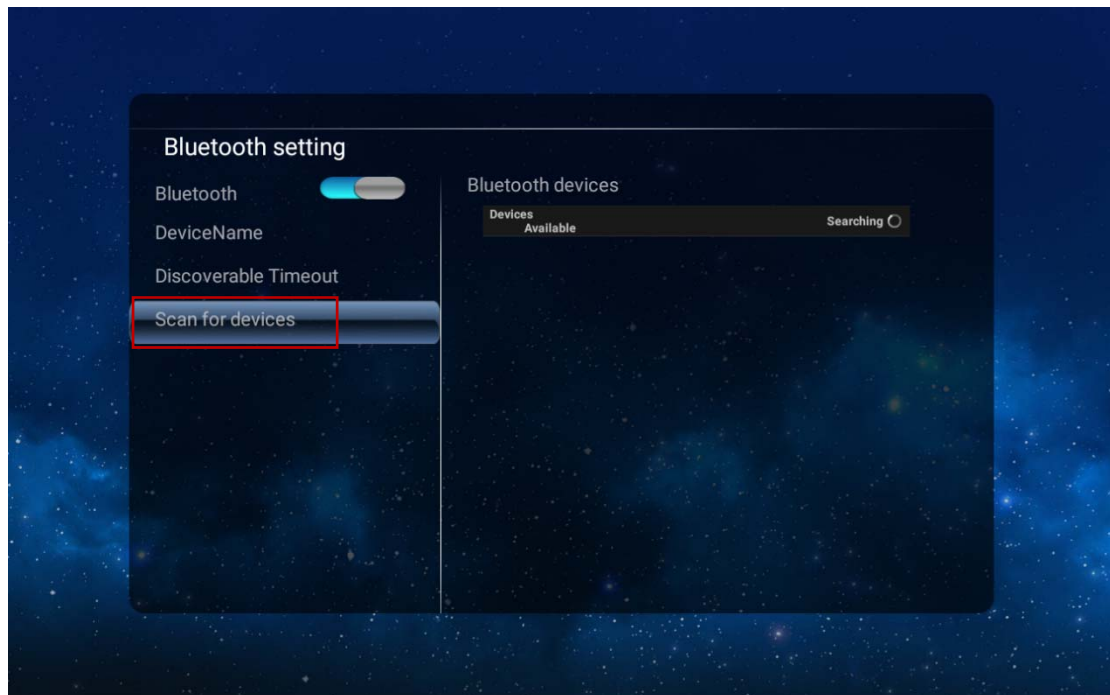 Bluetooth setting
Bluetooth
DeviceName
Discoverable Timeout
Scan for devices
Bluetooth devices
Devices
Available
Searching